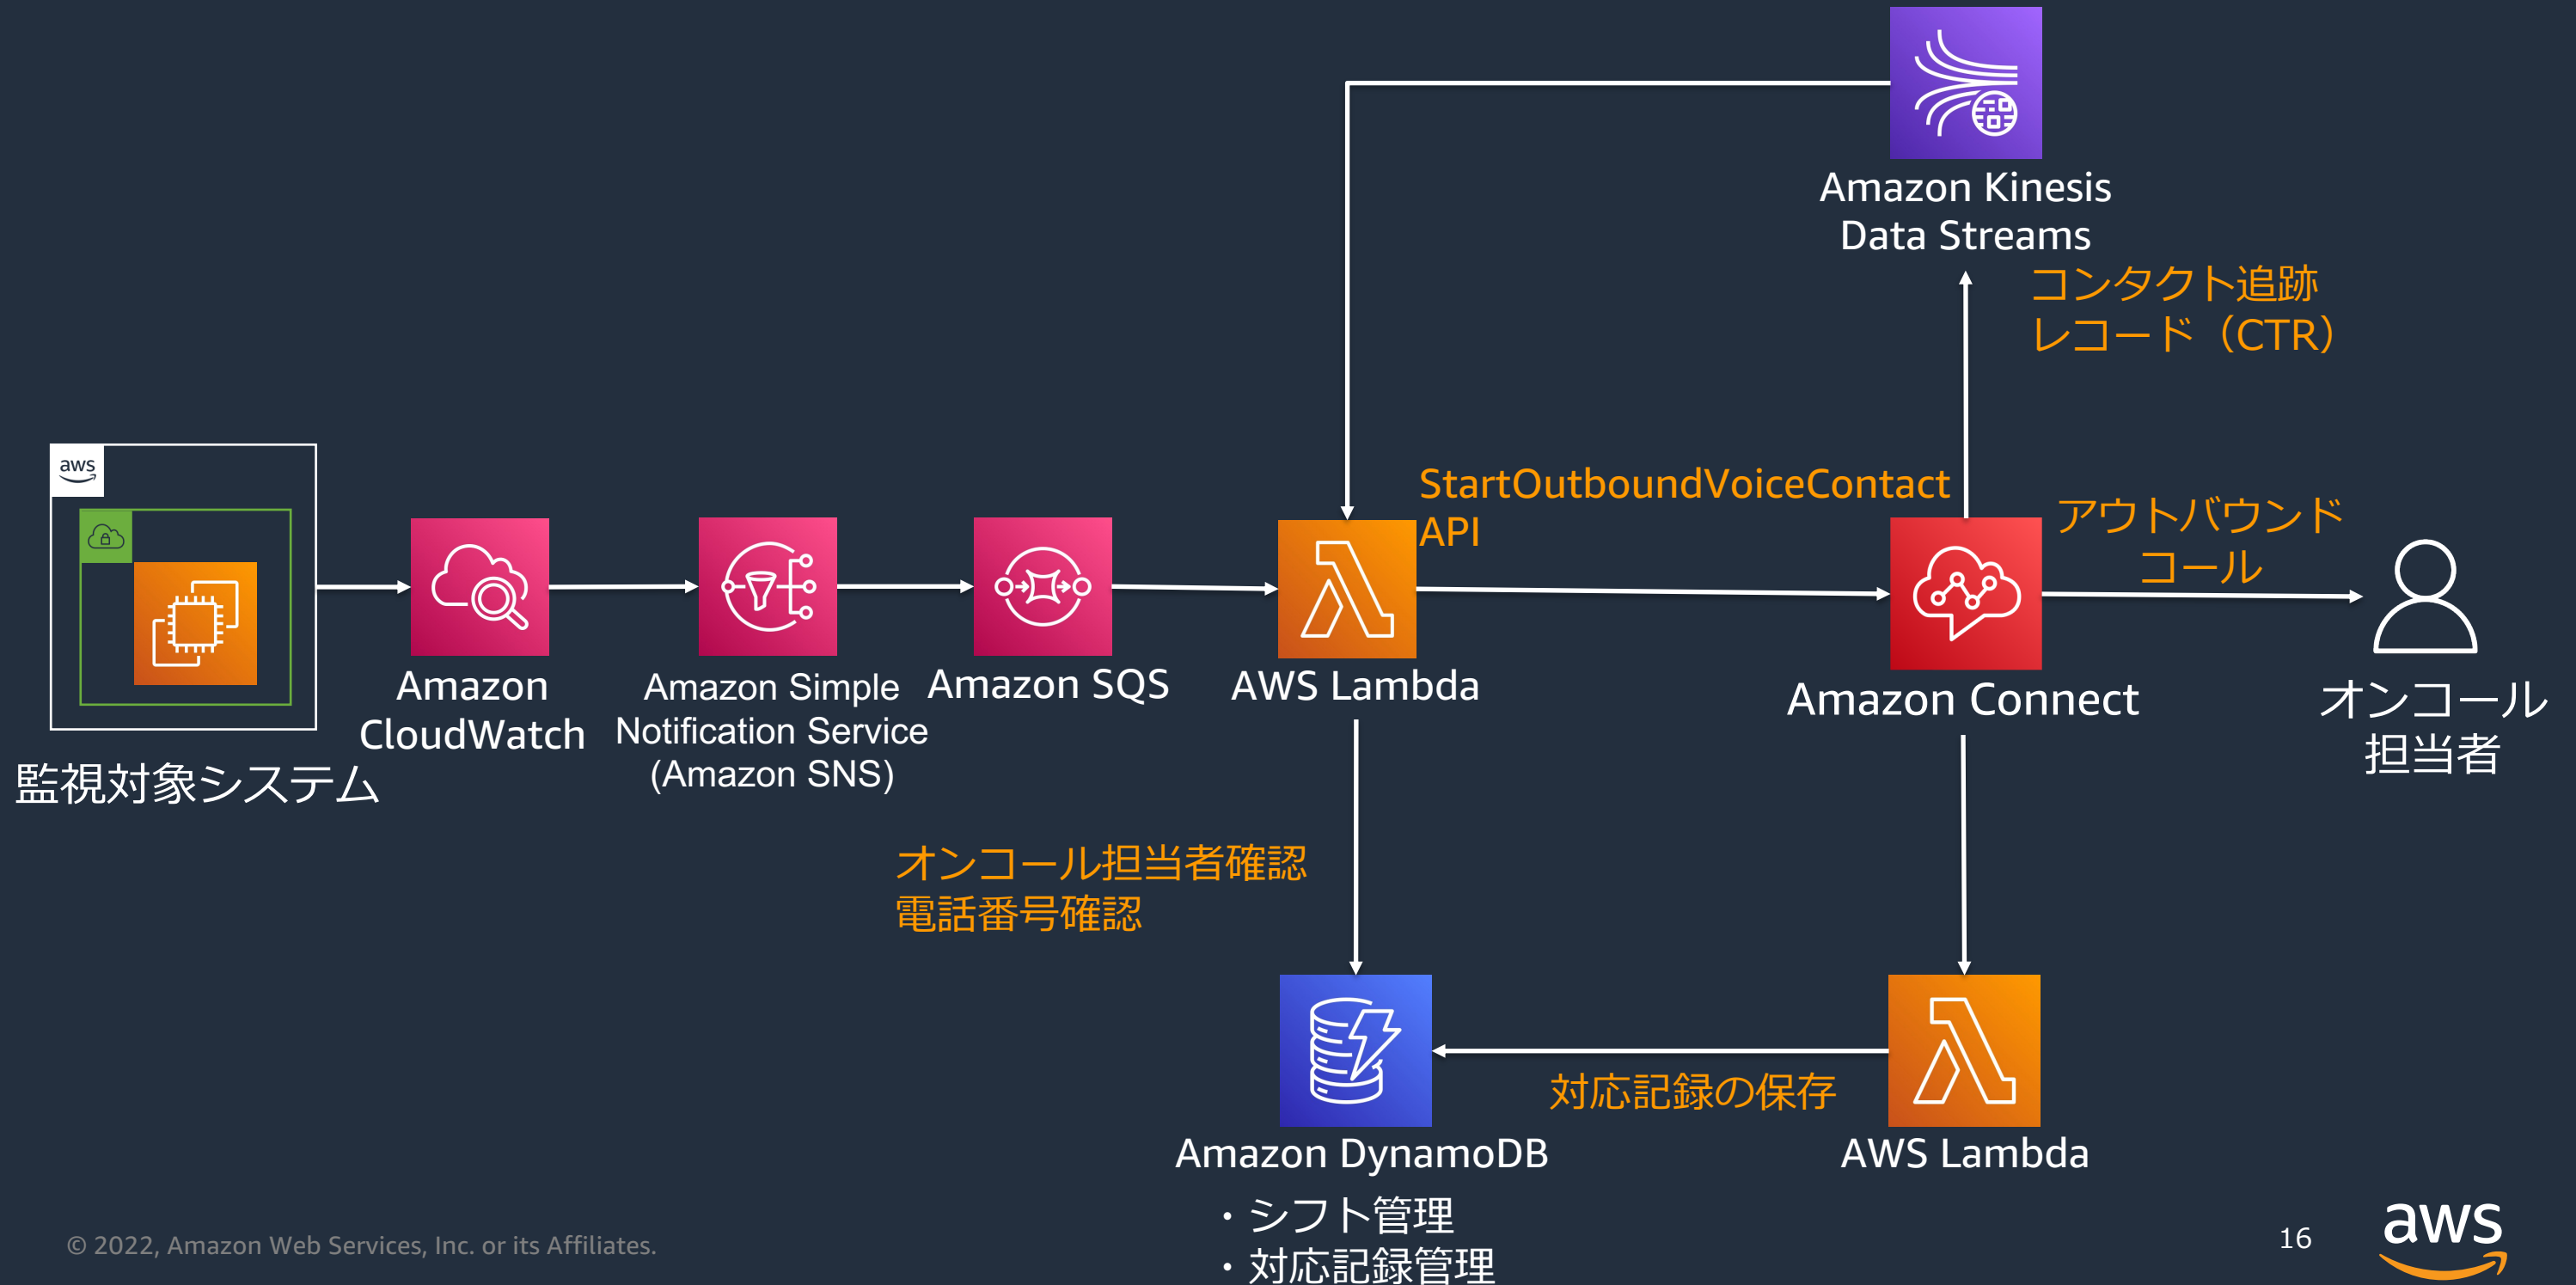 Amazon Kinesis
Data Streams
コンタクト追跡
レコード（CTR）
aws
StartOutboundVoiceContact
API
アウトバウンド
コール
Amazon
CloudWatch
Amazon Simple
Notification Service
(Amazon SNS)
Amazon SQS
AWS Lambda
Amazon Connect
オンコール
担当者
監視対象システム
オンコール担当者確認
電話番号確認
対応記録の保存
Amazon DynamoDB
AWS Lambda
・シフト管理
・対応記録管理
© 2022, Amazon Web Services, Inc. or its Affiliates.
16
aws